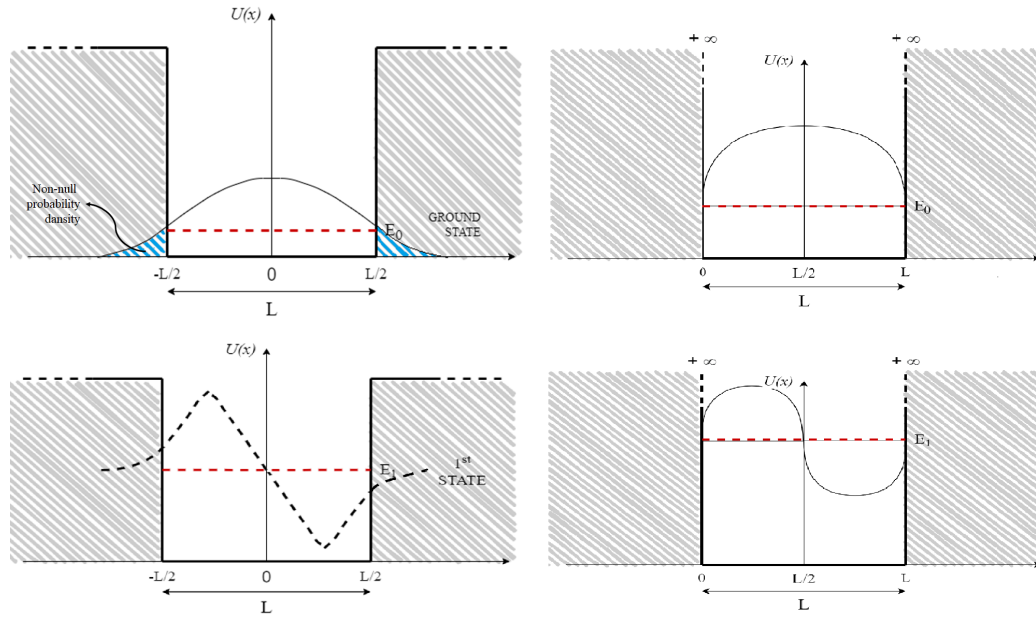 U(x)
Non-null
probability
dansity
GROUND
STATE
E0
-L/2
0
L/2
L
+ ∞
+ ∞
U(x)
E0
0
L/2
L
L
U(x)
1st
STATE
E1
-L/2
0
L/2
L
+ ∞
+ ∞
U(x)
E1
0
L/2
L
L